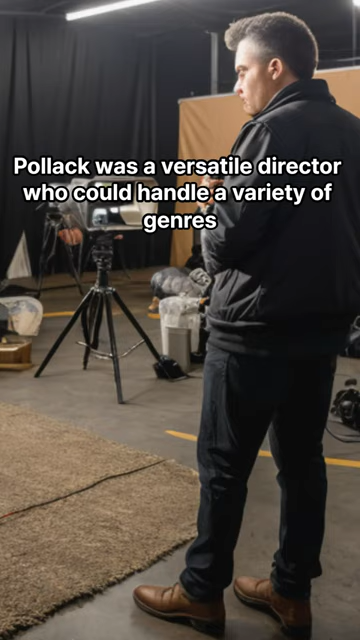 Pollack was a versatile director
who could handle a variety of
genres